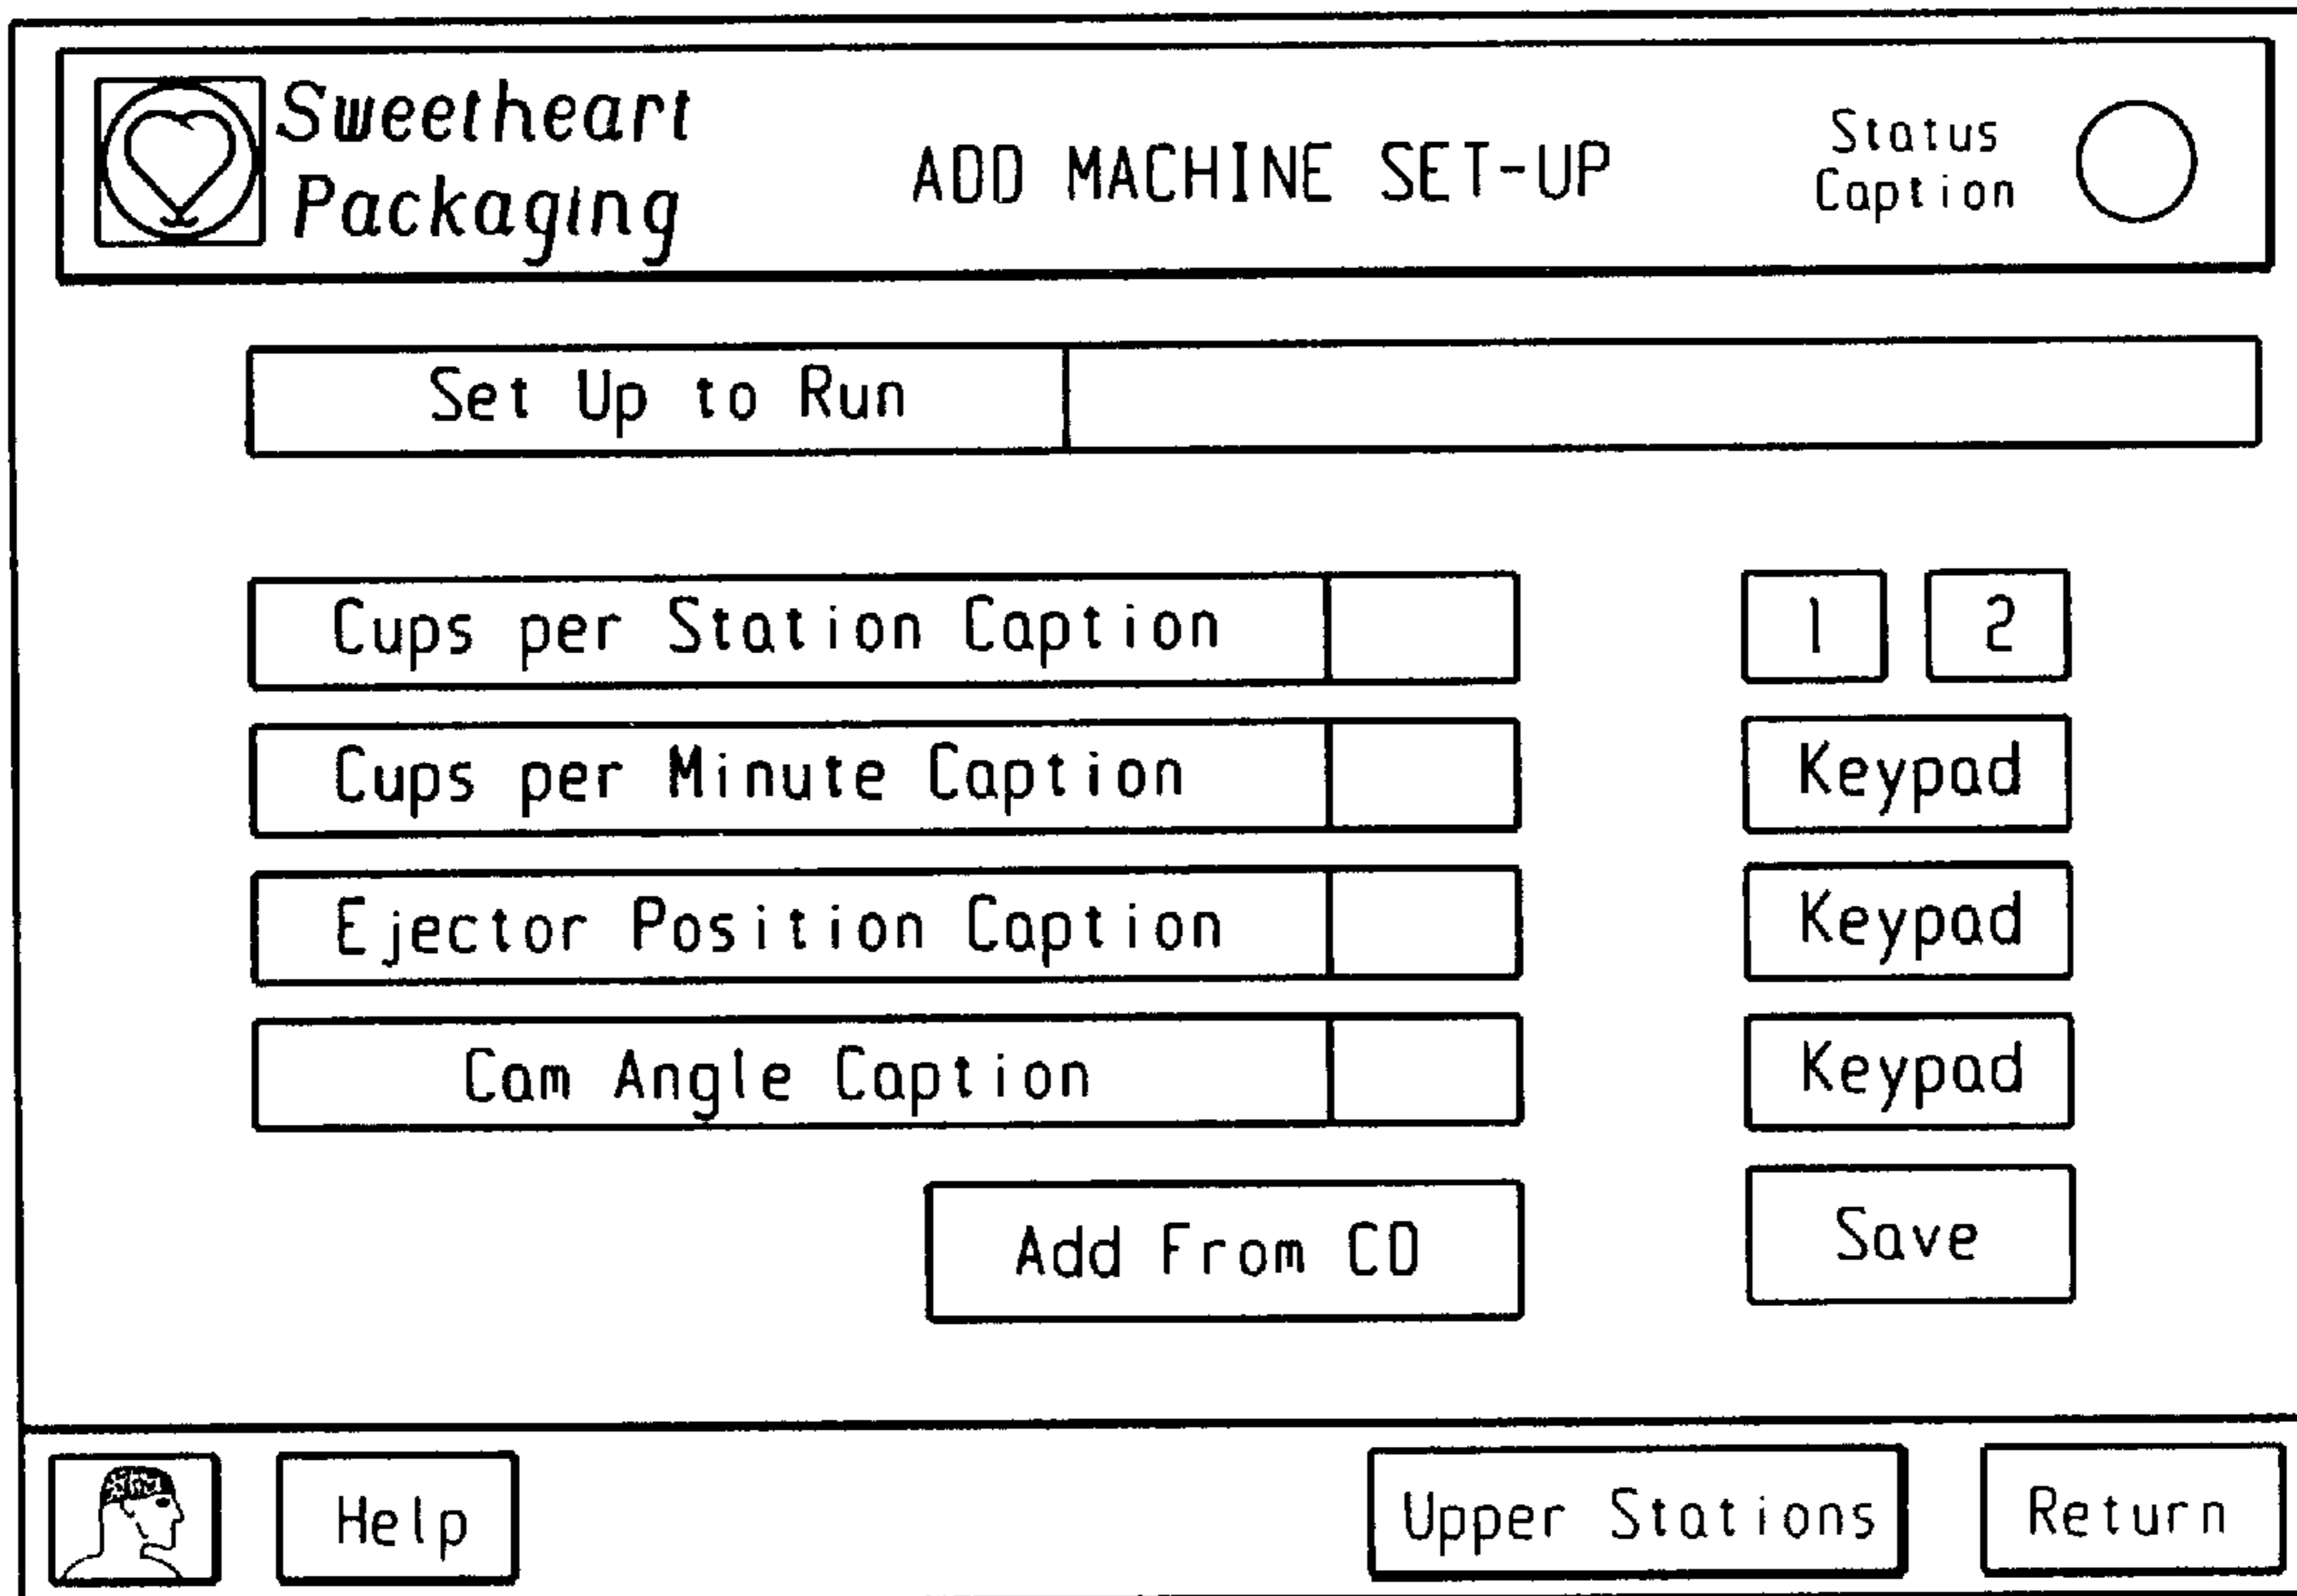 Sweetheart
Packaging
ADD MACHINE SET-UP
Status
Caption
Set Up to Run
Cups per Station Caption
1 2
Cups per Minute Caption
Keypad
Ejector Position Caption
Keypad
Cam Angle Caption
Keypad
Add From CD
Save
Help
Upper Stations
Return